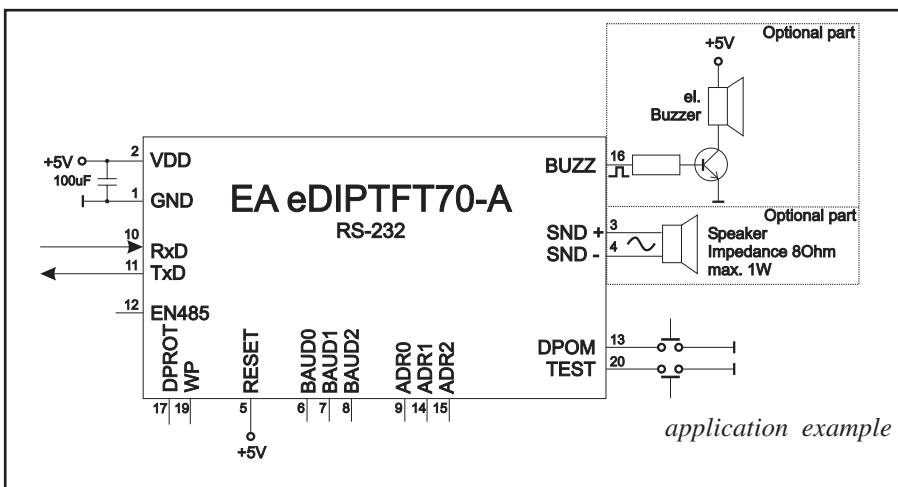 Optional part
+5V
el.
Buzzer
BUZZ
16
+5V
2
VDD
100uF
1
GND
EA eDIPTFT70-A
RS-232
10
RxD
11
TxD
12
EN485
Optional part
SND +
3
SND -
4
Speaker
Impedance 8Ohm
max. 1W
DPROT
WP
RESET
BAUD0
BAUD1
BAUD2
ADR0
ADR1
ADR2
DPOM
13
TEST
20
17
19
5
6
7
8
9
14
15
+5V
application example